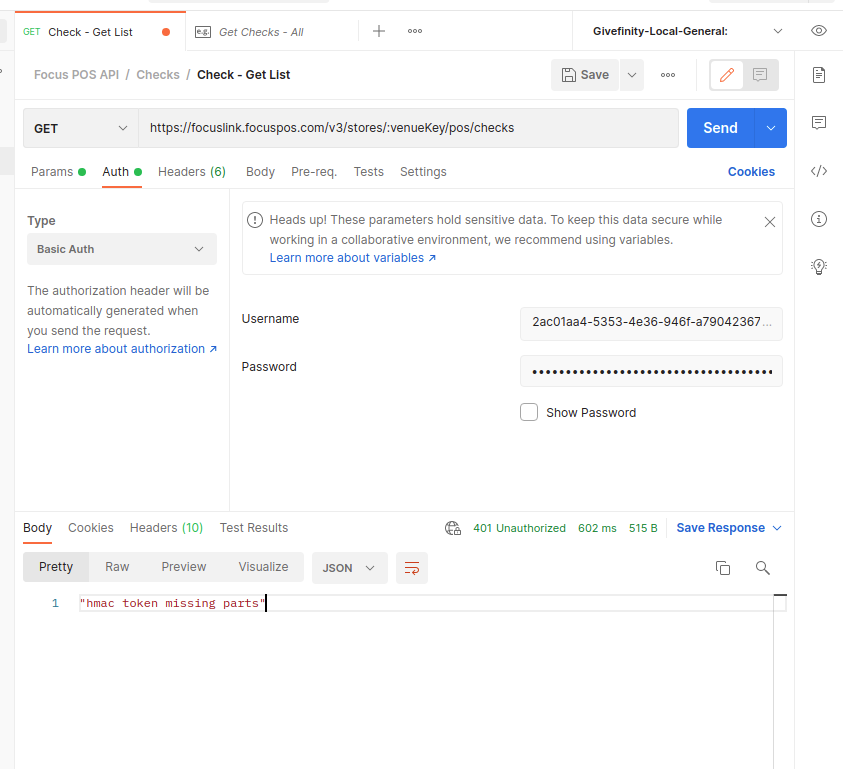 GET Check - Get List
e.g. Get Checks - All
Givefinity-Local-General:
Focus POS API / Checks / Check - Get List
Save
GET
https://focuslink.focuspos.com/v3/stores/:venueKey/pos/checks
Send
Params Auth Headers (6) Body Pre-req. Tests Settings Cookies
Type
Basic Auth
The authorization header will be
automatically generated when
you send the request.
Learn more about authorization ↗
Heads up! These parameters hold sensitive data. To keep this data secure while
working in a collaborative environment, we recommend using variables.
Learn more about variables ↗
Username
2ac01aa4-5353-4e36-946f-a79042367...
Password
••••••••••••••••••••••••••••••••••••
Show Password
Body Cookies Headers (10) Test Results
401 Unauthorized 602 ms 515 B Save Response
Pretty Raw Preview Visualize JSON
1 "hmac token missing parts"